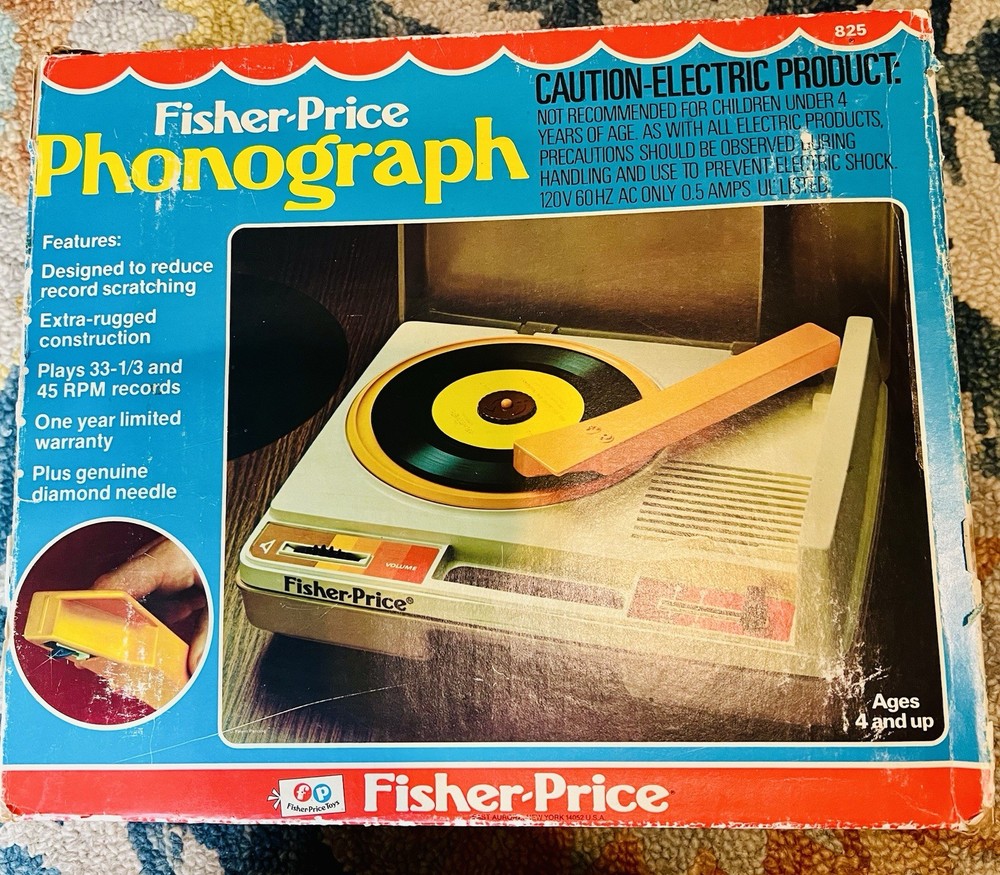 825
Fisher-Price
Phonograph
CAUTION-ELECTRIC PRODUCT:
NOT RECOMMENDED FOR CHILDREN UNDER 4
YEARS OF AGE. AS WITH ALL ELECTRIC PRODUCTS,
PRECAUTIONS SHOULD BE OBSERVED DURING
HANDLING AND USE TO PREVENT ELECTRIC SHOCK.
120V 60HZ AC ONLY 0.5 AMPS UL LISTED.
Features:
• Designed to reduce
record scratching
• Extra-rugged
construction
• Plays 33-1/3 and
45 RPM records
• One year limited
warranty
• Plus genuine
diamond needle
VOLUME
Fisher-Price®
Ages
4 and up
fp
Fisher-Price Toys
Fisher-Price
EAST AURORA, NEW YORK 14052 U.S.A.